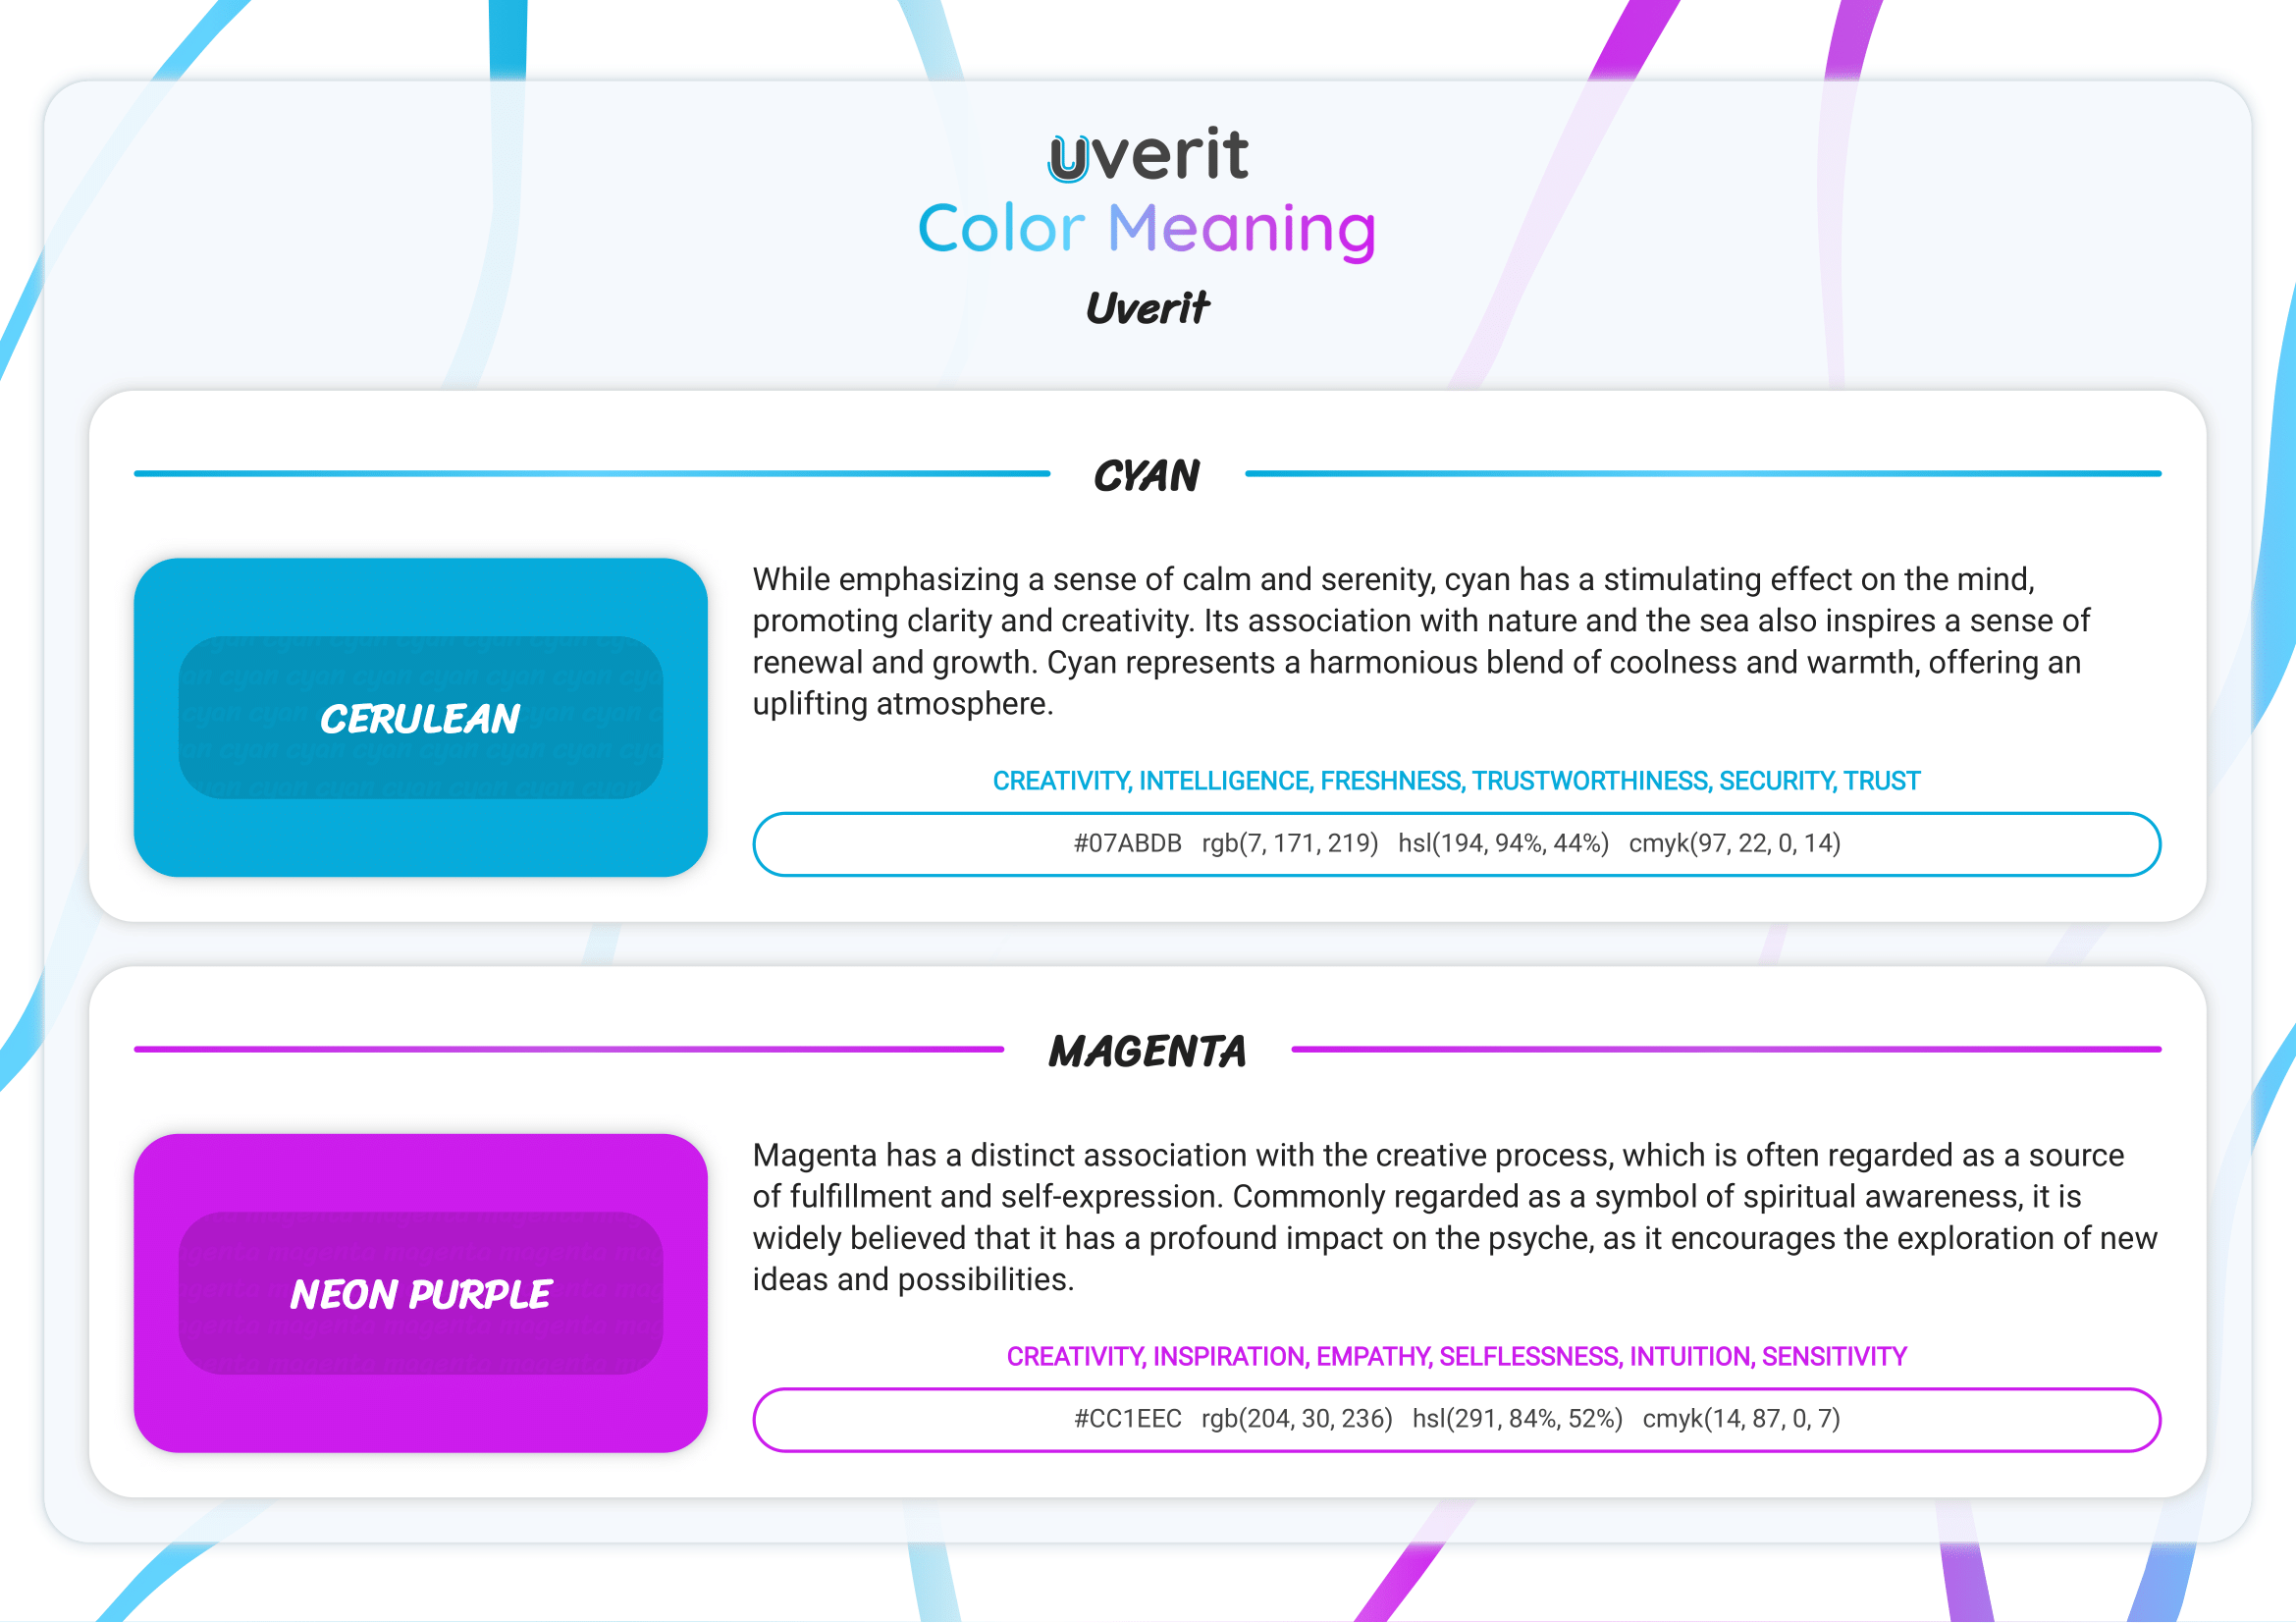 uverit
Color Meaning
Uverit
CYAN
CERULEAN
While emphasizing a sense of calm and serenity, cyan has a stimulating effect on the mind,
promoting clarity and creativity. Its association with nature and the sea also inspires a sense of
renewal and growth. Cyan represents a harmonious blend of coolness and warmth, offering an
uplifting atmosphere.
CREATIVITY, INTELLIGENCE, FRESHNESS, TRUSTWORTHINESS, SECURITY, TRUST
#07ABDB rgb(7, 171, 219) hsl(194, 94%, 44%) cmyk(97, 22, 0, 14)
MAGENTA
NEON PURPLE
Magenta has a distinct association with the creative process, which is often regarded as a source
of fulfillment and self-expression. Commonly regarded as a symbol of spiritual awareness, it is
widely believed that it has a profound impact on the psyche, as it encourages the exploration of new
ideas and possibilities.
CREATIVITY, INSPIRATION, EMPATHY, SELFLESSNESS, INTUITION, SENSITIVITY
#CC1EEC rgb(204, 30, 236) hsl(291, 84%, 52%) cmyk(14, 87, 0, 7)